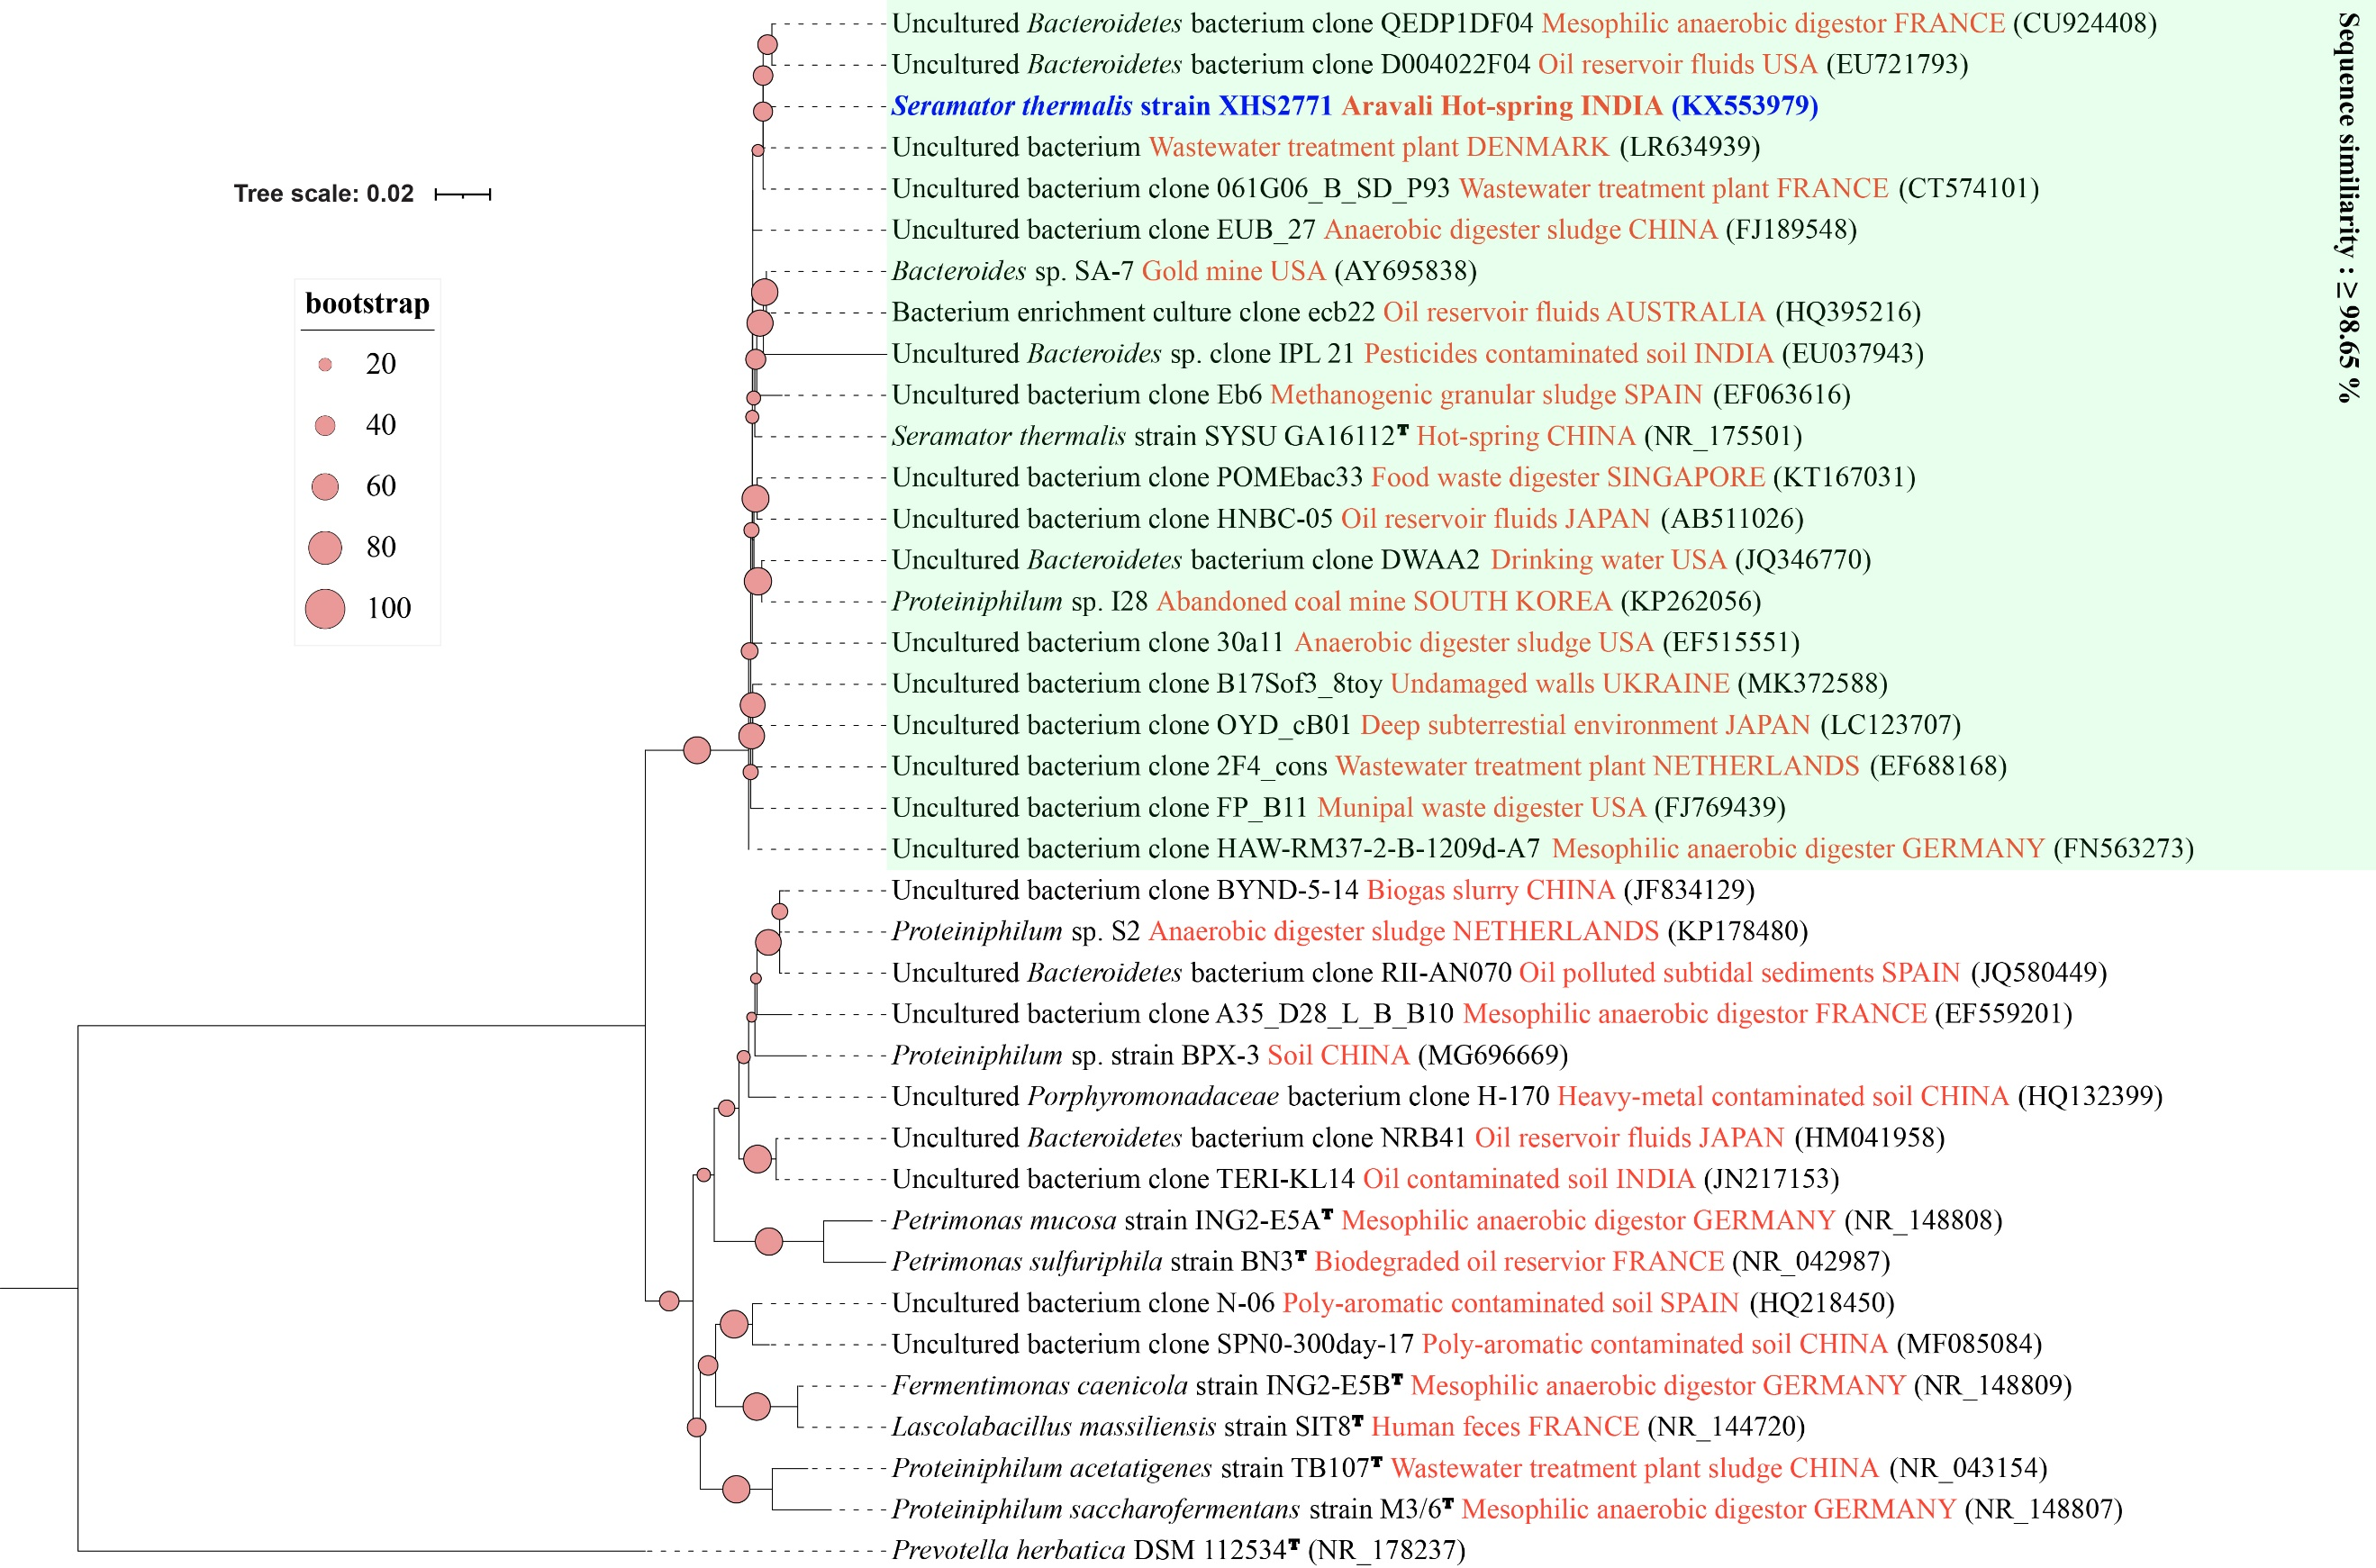 Uncultured Bacteroidetes bacterium clone QEDP1DF04 Mesophilic anaerobic digestor FRANCE (CU924408)
Uncultured Bacteroidetes bacterium clone D004022F04 Oil reservoir fluids USA (EU721793)
Seramator thermalis strain XHS2771 Aravali Hot-spring INDIA (KX553979)
Uncultured bacterium Wastewater treatment plant DENMARK (LR634939)
Uncultured bacterium clone 061G06_B_SD_P93 Wastewater treatment plant FRANCE (CT574101)
Uncultured bacterium clone EUB_27 Anaerobic digester sludge CHINA (FJ189548)
Bacteroides sp. SA-7 Gold mine USA (AY695838)
Bacterium enrichment culture clone ecb22 Oil reservoir fluids AUSTRALIA (HQ395216)
Uncultured Bacteroides sp. clone IPL 21 Pesticides contaminated soil INDIA (EU037943)
Uncultured bacterium clone Eb6 Methanogenic granular sludge SPAIN (EF063616)
Seramator thermalis strain SYSU GA16112ᵀ Hot-spring CHINA (NR_175501)
Uncultured bacterium clone POMEbac33 Food waste digester SINGAPORE (KT167031)
Uncultured bacterium clone HNBC-05 Oil reservoir fluids JAPAN (AB511026)
Uncultured Bacteroidetes bacterium clone DWAA2 Drinking water USA (JQ346770)
Proteiniphilum sp. I28 Abandoned coal mine SOUTH KOREA (KP262056)
Uncultured bacterium clone 30a11 Anaerobic digester sludge USA (EF515551)
Uncultured bacterium clone B17Sof3_8toy Undamaged walls UKRAINE (MK372588)
Uncultured bacterium clone OYD_cB01 Deep subterrestial environment JAPAN (LC123707)
Uncultured bacterium clone 2F4_cons Wastewater treatment plant NETHERLANDS (EF688168)
Uncultured bacterium clone FP_B11 Munipal waste digester USA (FJ769439)
Uncultured bacterium clone HAW-RM37-2-B-1209d-A7 Mesophilic anaerobic digester GERMANY (FN563273)
Uncultured bacterium clone BYND-5-14 Biogas slurry CHINA (JF834129)
Proteiniphilum sp. S2 Anaerobic digester sludge NETHERLANDS (KP178480)
Uncultured Bacteroidetes bacterium clone RII-AN070 Oil polluted subtidal sediments SPAIN (JQ580449)
Uncultured bacterium clone A35_D28_L_B_B10 Mesophilic anaerobic digestor FRANCE (EF559201)
Proteiniphilum sp. strain BPX-3 Soil CHINA (MG696669)
Uncultured Porphyromonadaceae bacterium clone H-170 Heavy-metal contaminated soil CHINA (HQ132399)
Uncultured Bacteroidetes bacterium clone NRB41 Oil reservoir fluids JAPAN (HM041958)
Uncultured bacterium clone TERI-KL14 Oil contaminated soil INDIA (JN217153)
Petrimonas mucosa strain ING2-E5Aᵀ Mesophilic anaerobic digestor GERMANY (NR_148808)
Petrimonas sulfuriphila strain BN3ᵀ Biodegraded oil reservior FRANCE (NR_042987)
Uncultured bacterium clone N-06 Poly-aromatic contaminated soil SPAIN (HQ218450)
Uncultured bacterium clone SPN0-300day-17 Poly-aromatic contaminated soil CHINA (MF085084)
Fermentimonas caenicola strain ING2-E5Bᵀ Mesophilic anaerobic digestor GERMANY (NR_148809)
Lascolabacillus massiliensis strain SIT8ᵀ Human feces FRANCE (NR_144720)
Proteiniphilum acetatigenes strain TB107ᵀ Wastewater treatment plant sludge CHINA (NR_043154)
Proteiniphilum saccharofermentans strain M3/6ᵀ Mesophilic anaerobic digestor GERMANY (NR_148807)
Prevotella herbatica DSM 112534ᵀ (NR_178237)
Tree scale: 0.02
bootstrap
20
40
60
80
100
Sequence similiarity : ≥ 98.65 %